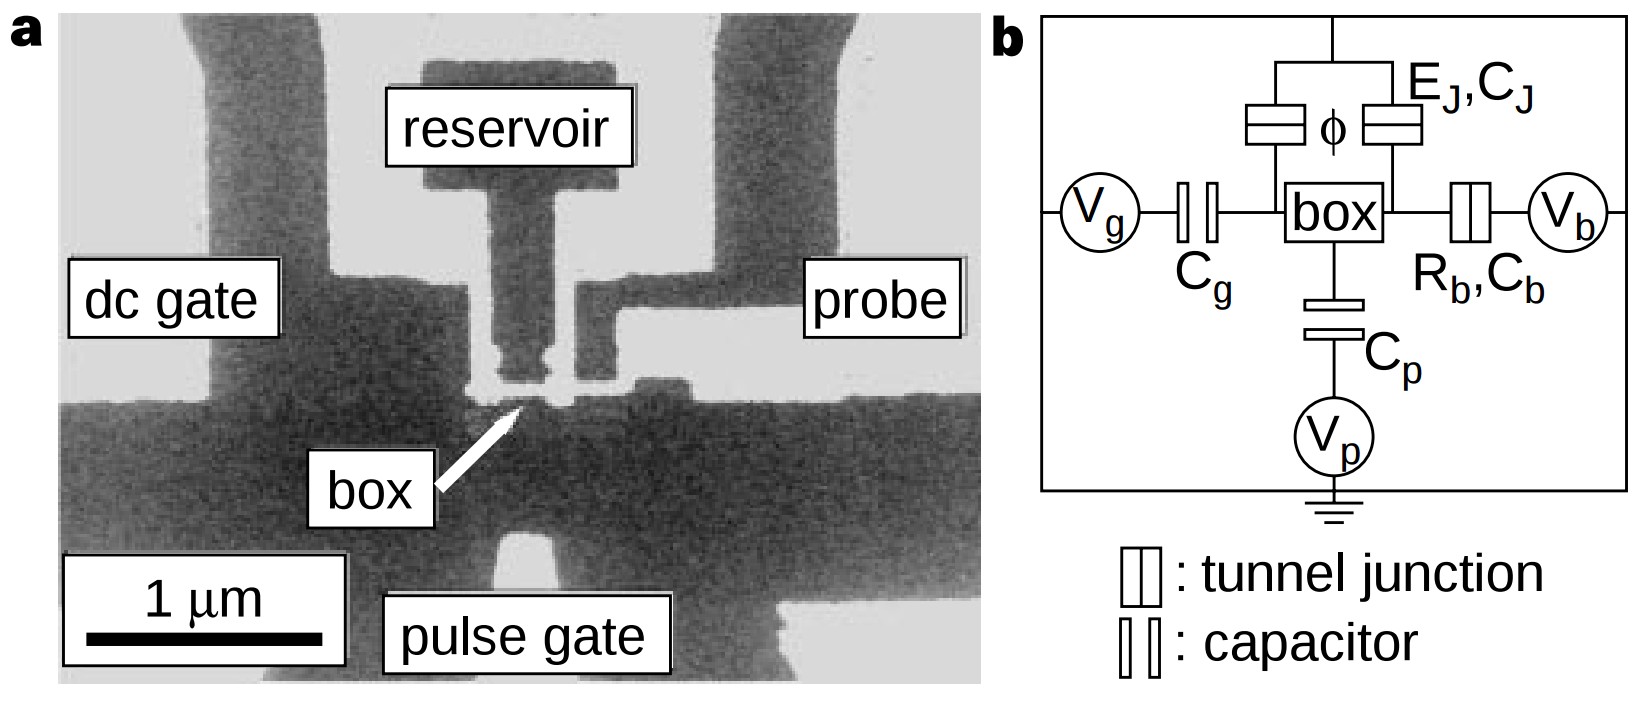 a
reservoir
dc gate
probe
box
1 μm
pulse gate
b
E_J,C_J
ϕ
V_g
box
V_b
C_g
R_b,C_b
C_p
V_p
: tunnel junction
: capacitor